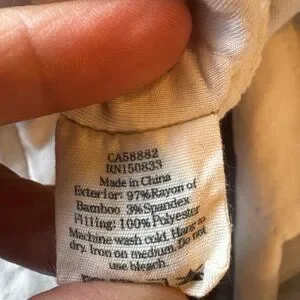 CA58882
RN150833
Made in China
Exterior: 97%Rayon of
Bamboo 3%Spandex
Filling: 100% Polyester
Machine wash cold. Hang to
dry. Iron on medium. Do not
use bleach.